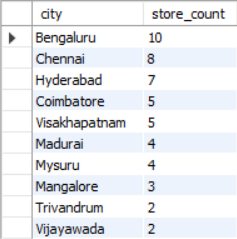 city store_count
Bengaluru 10
Chennai 8
Hyderabad 7
Coimbatore 5
Visakhapatnam 5
Madurai 4
Mysuru 4
Mangalore 3
Trivandrum 2
Vijayawada 2